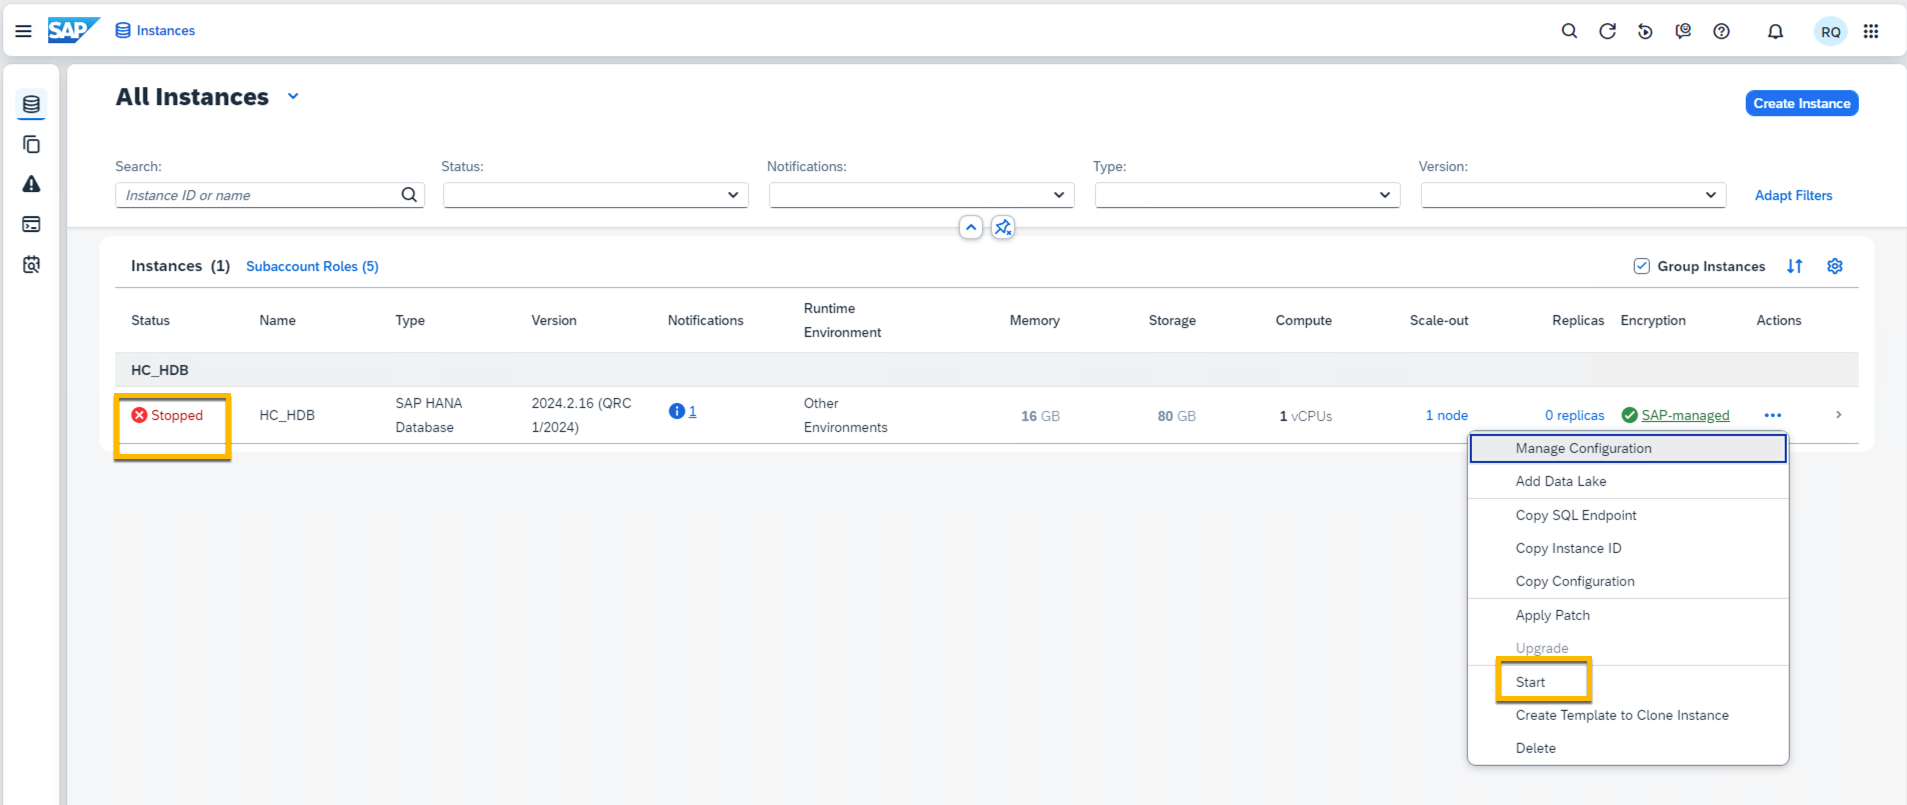 SAP Instances RQ
All Instances
Create Instance
Search: Status: Notifications: Type: Version:
Instance ID or name Adapt Filters
Instances (1) Subaccount Roles (5) Group Instances
Status Name Type Version Notifications Runtime Environment Memory Storage Compute Scale-out Replicas Encryption Actions
HC_HDB
Stopped HC_HDB SAP HANA Database 2024.2.16 (QRC 1/2024) 1 Other Environments 16 GB 80 GB 1 vCPUs 1 node 0 replicas SAP-managed
Manage Configuration
Add Data Lake
Copy SQL Endpoint
Copy Instance ID
Copy Configuration
Apply Patch
Upgrade
Start
Create Template to Clone Instance
Delete